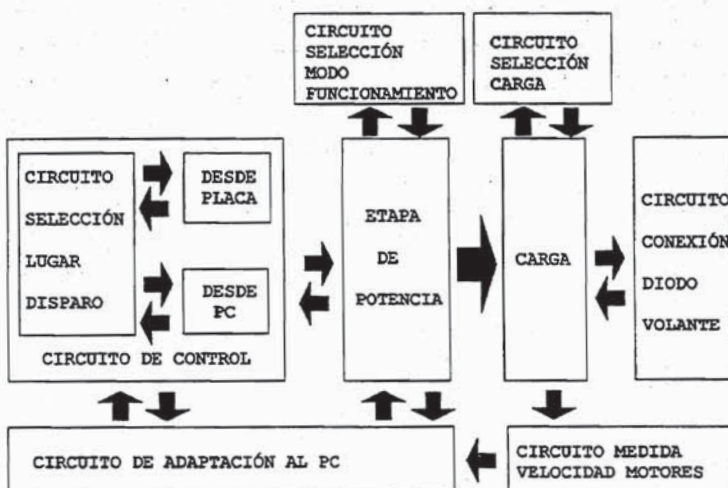 CIRCUITO
SELECCIÓN
MODO
FUNCIONAMIENTO
CIRCUITO
SELECCIÓN
CARGA
CIRCUITO
SELECCIÓN
LUGAR
DISPARO
DESDE
PLACA
DESDE
PC
CIRCUITO DE CONTROL
ETAPA
DE
POTENCIA
CARGA
CIRCUITO
CONEXIÓN
DIODO
VOLANTE
CIRCUITO DE ADAPTACIÓN AL PC
CIRCUITO MEDIDA
VELOCIDAD MOTORES